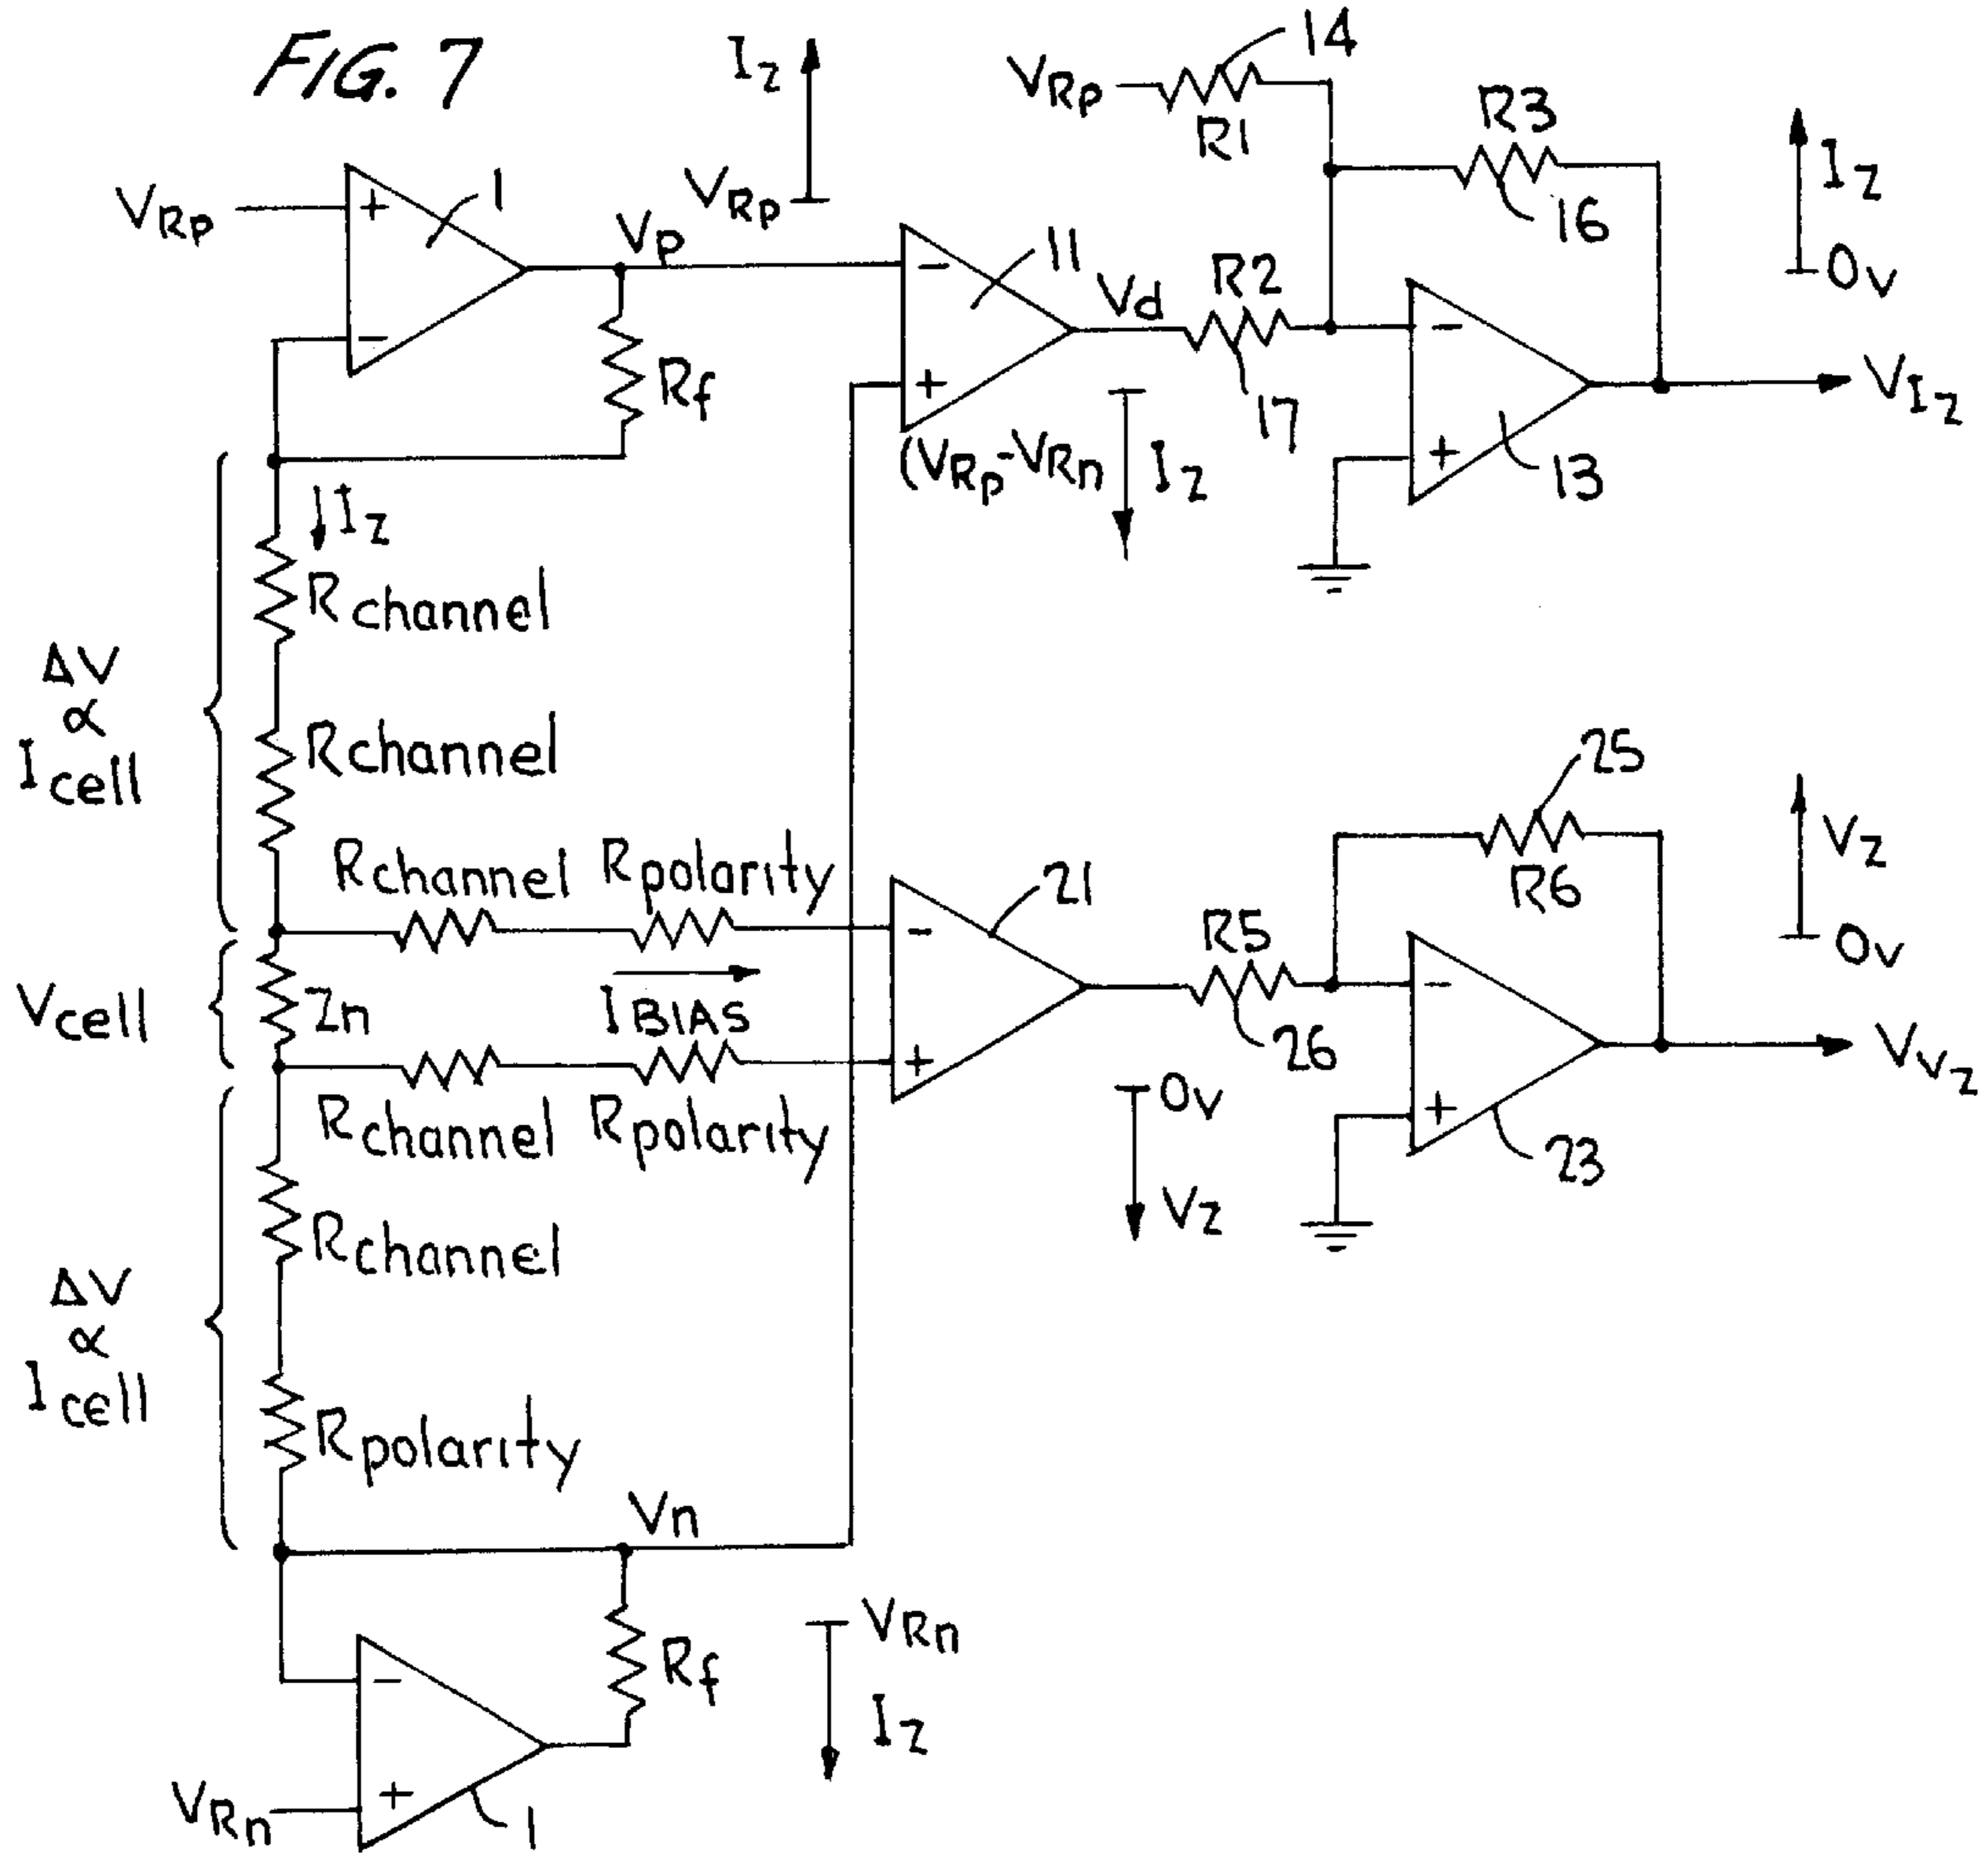 FIG. 7
Iz
VRp
14
R1
R3
16
Iz
0v
VRp
+
1
-
Vp
VRp
-
11
+
Vd
R2
17
-
+
13
VIz
Rf
(VRp-VRn
Iz
Iz
Rchannel
ΔV
∝
Icell
Rchannel
Rchannel
Rpolarity
21
-
+
R5
26
25
R6
Vz
0v
Vcell
Zn
IBIAS
Rchannel
Rpolarity
0v
Vz
-
+
23
Vvz
Rchannel
ΔV
∝
Icell
Rpolarity
Vn
-
+
1
Rf
VRn
Iz
VRn